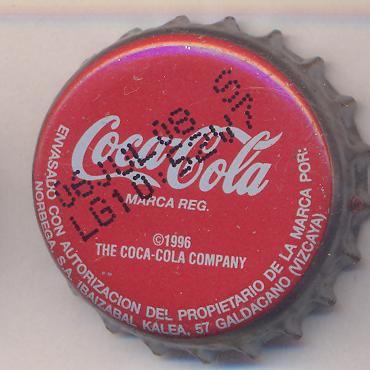 Coca-Cola
MARCA REG.
©1996
THE COCA-COLA COMPANY
ENVASADO CON AUTORIZACION DEL PROPIETARIO DE LA MARCA POR:
NORBEGA, S.A. IBAIZABAL KALEA, 57 GALDACANO (VIZCAYA)